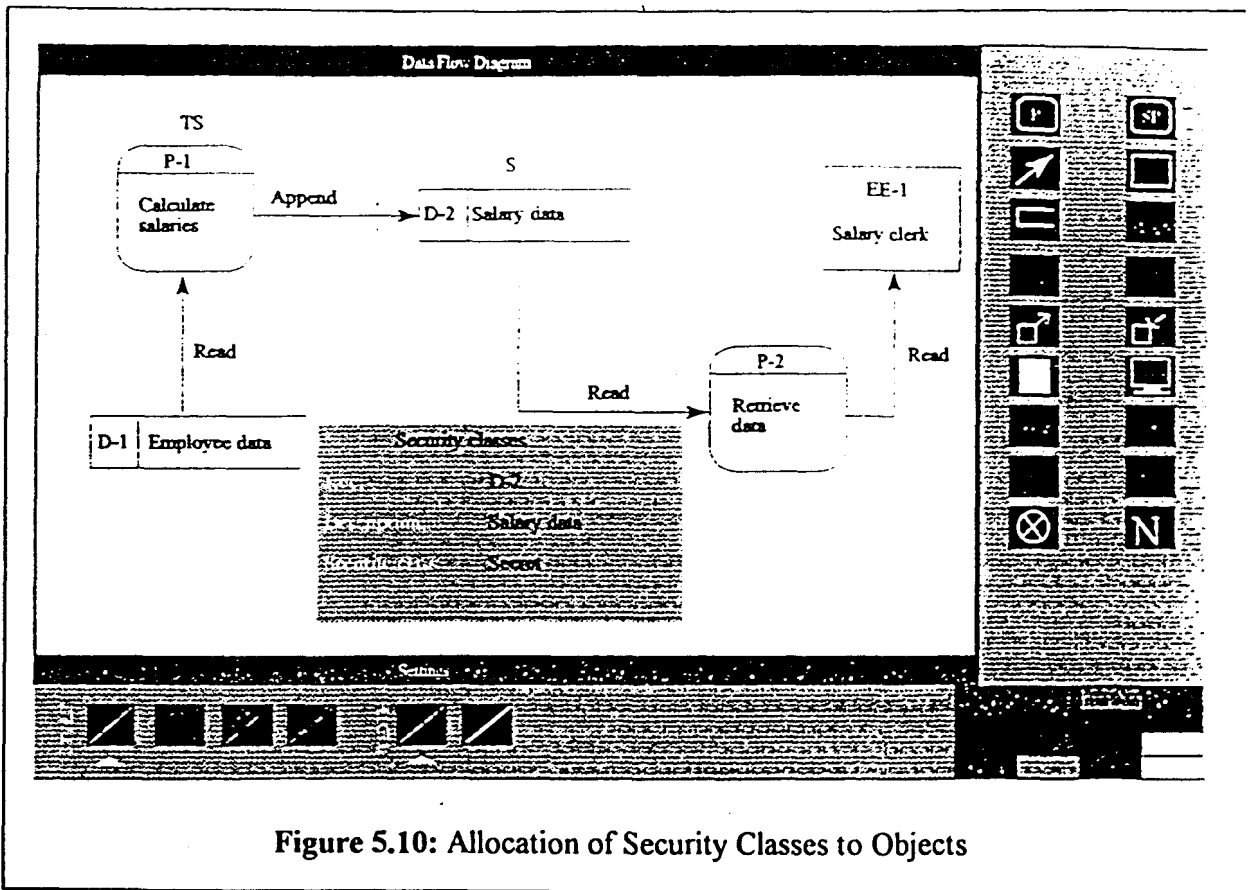 Data Flow Diagram
TS
P-1
Calculate
salaries
Append
S
D-2 Salary data
EE-1
Salary clerk
Read
D-1 Employee data
Read
P-2
Retrieve
data
Read
Security classes
D-2
Salary data
Secret
Settings
P
SP
N
Figure 5.10: Allocation of Security Classes to Objects